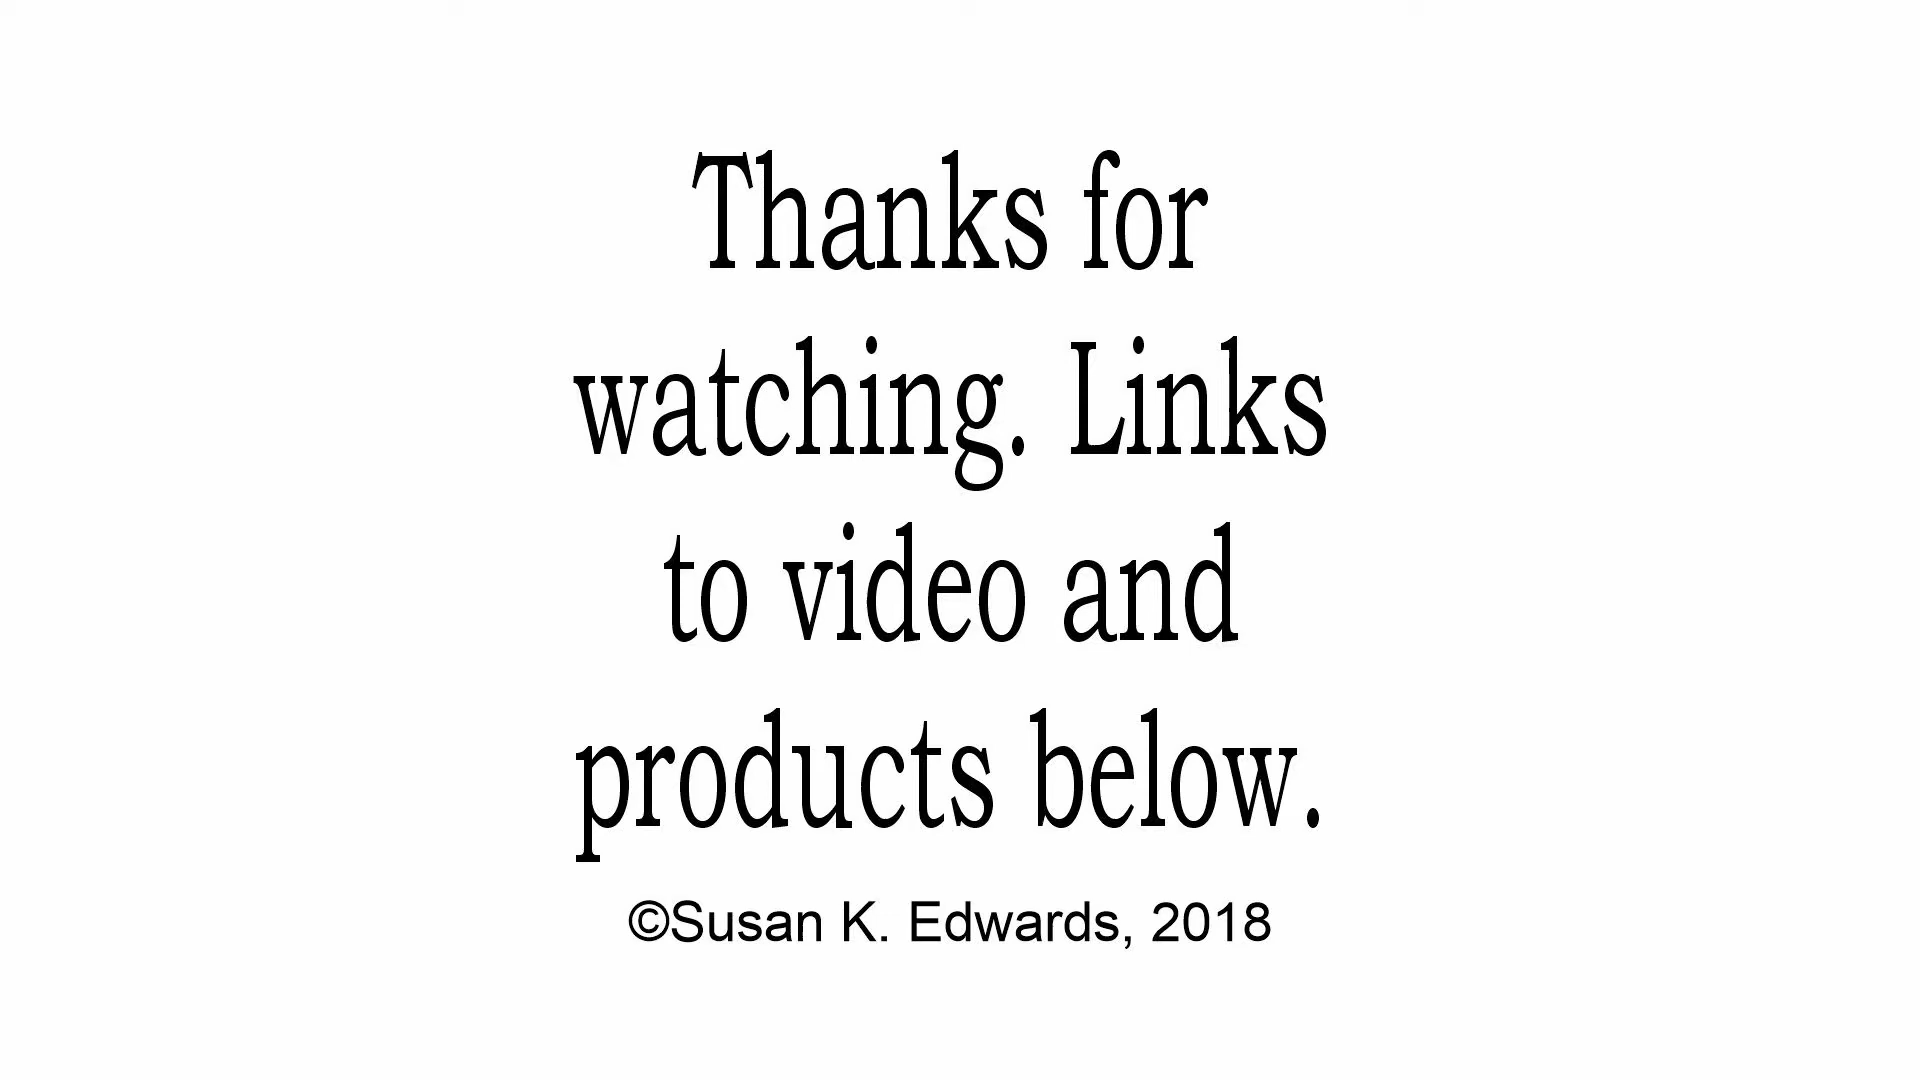 Thanks for
watching. Links
to video and
products below.
©Susan K. Edwards, 2018